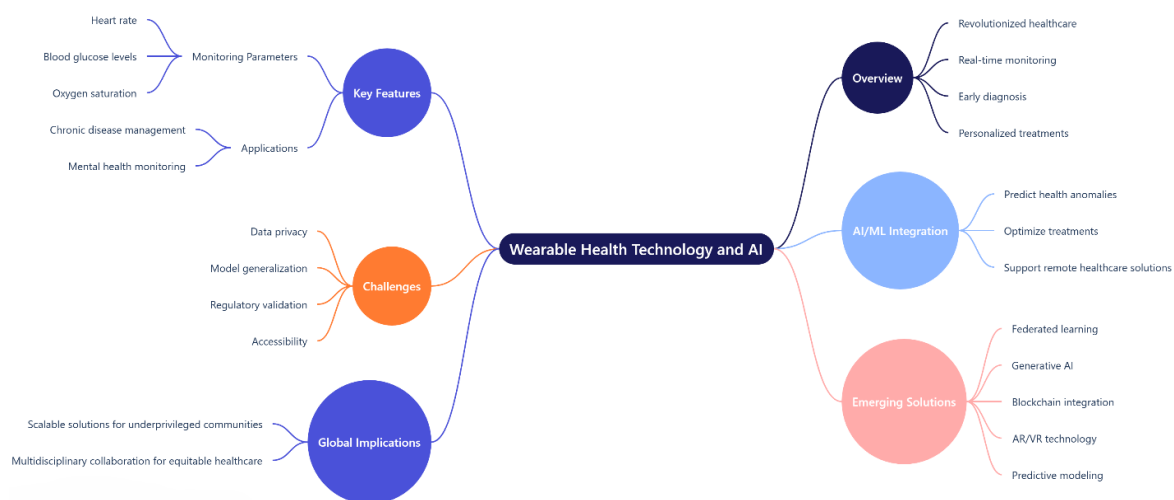 Wearable Health Technology and AI
Key Features
Monitoring Parameters
Heart rate
Blood glucose levels
Oxygen saturation
Applications
Chronic disease management
Mental health monitoring
Challenges
Data privacy
Model generalization
Regulatory validation
Accessibility
Global Implications
Scalable solutions for underprivileged communities
Multidisciplinary collaboration for equitable healthcare
Overview
Revolutionized healthcare
Real-time monitoring
Early diagnosis
Personalized treatments
AI/ML Integration
Predict health anomalies
Optimize treatments
Support remote healthcare solutions
Emerging Solutions
Federated learning
Generative AI
Blockchain integration
AR/VR technology
Predictive modeling